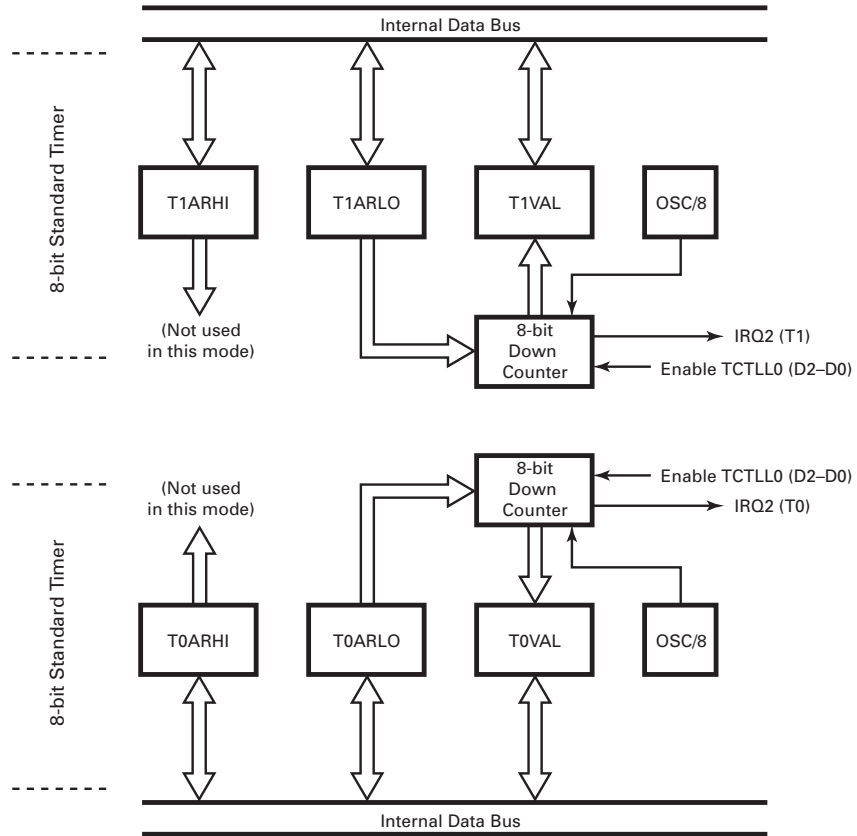 Internal Data Bus
8-bit Standard Timer
T1ARHI
T1ARLO
T1VAL
OSC/8
(Not used
in this mode)
8-bit
Down
Counter
IRQ2 (T1)
Enable TCTLL0 (D2–D0)
8-bit Standard Timer
(Not used
in this mode)
8-bit
Down
Counter
Enable TCTLL0 (D2–D0)
IRQ2 (T0)
T0ARHI
T0ARLO
T0VAL
OSC/8
Internal Data Bus